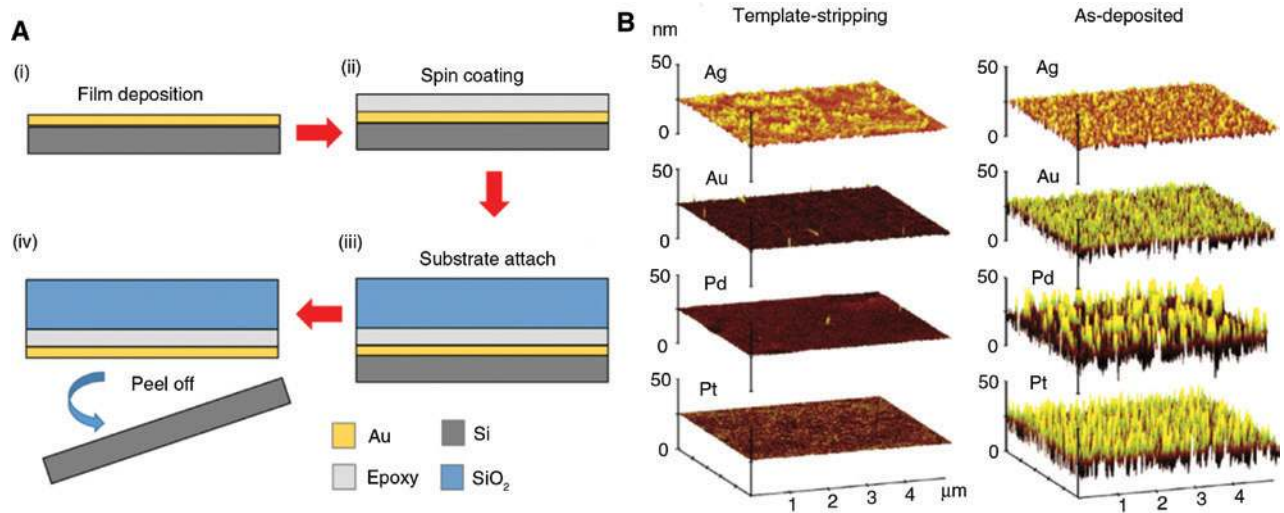 A
(i)
Film deposition
(ii)
Spin coating
(iii)
Substrate attach
(iv)
Peel off
Au
Si
Epoxy
SiO₂
B
Template-stripping
As-deposited
nm
50
Ag
0
50
Au
0
50
Pd
0
50
Pt
0
1 2 3 4 μm
50
Ag
0
50
Au
0
50
Pd
0
50
Pt
0
1 2 3 4